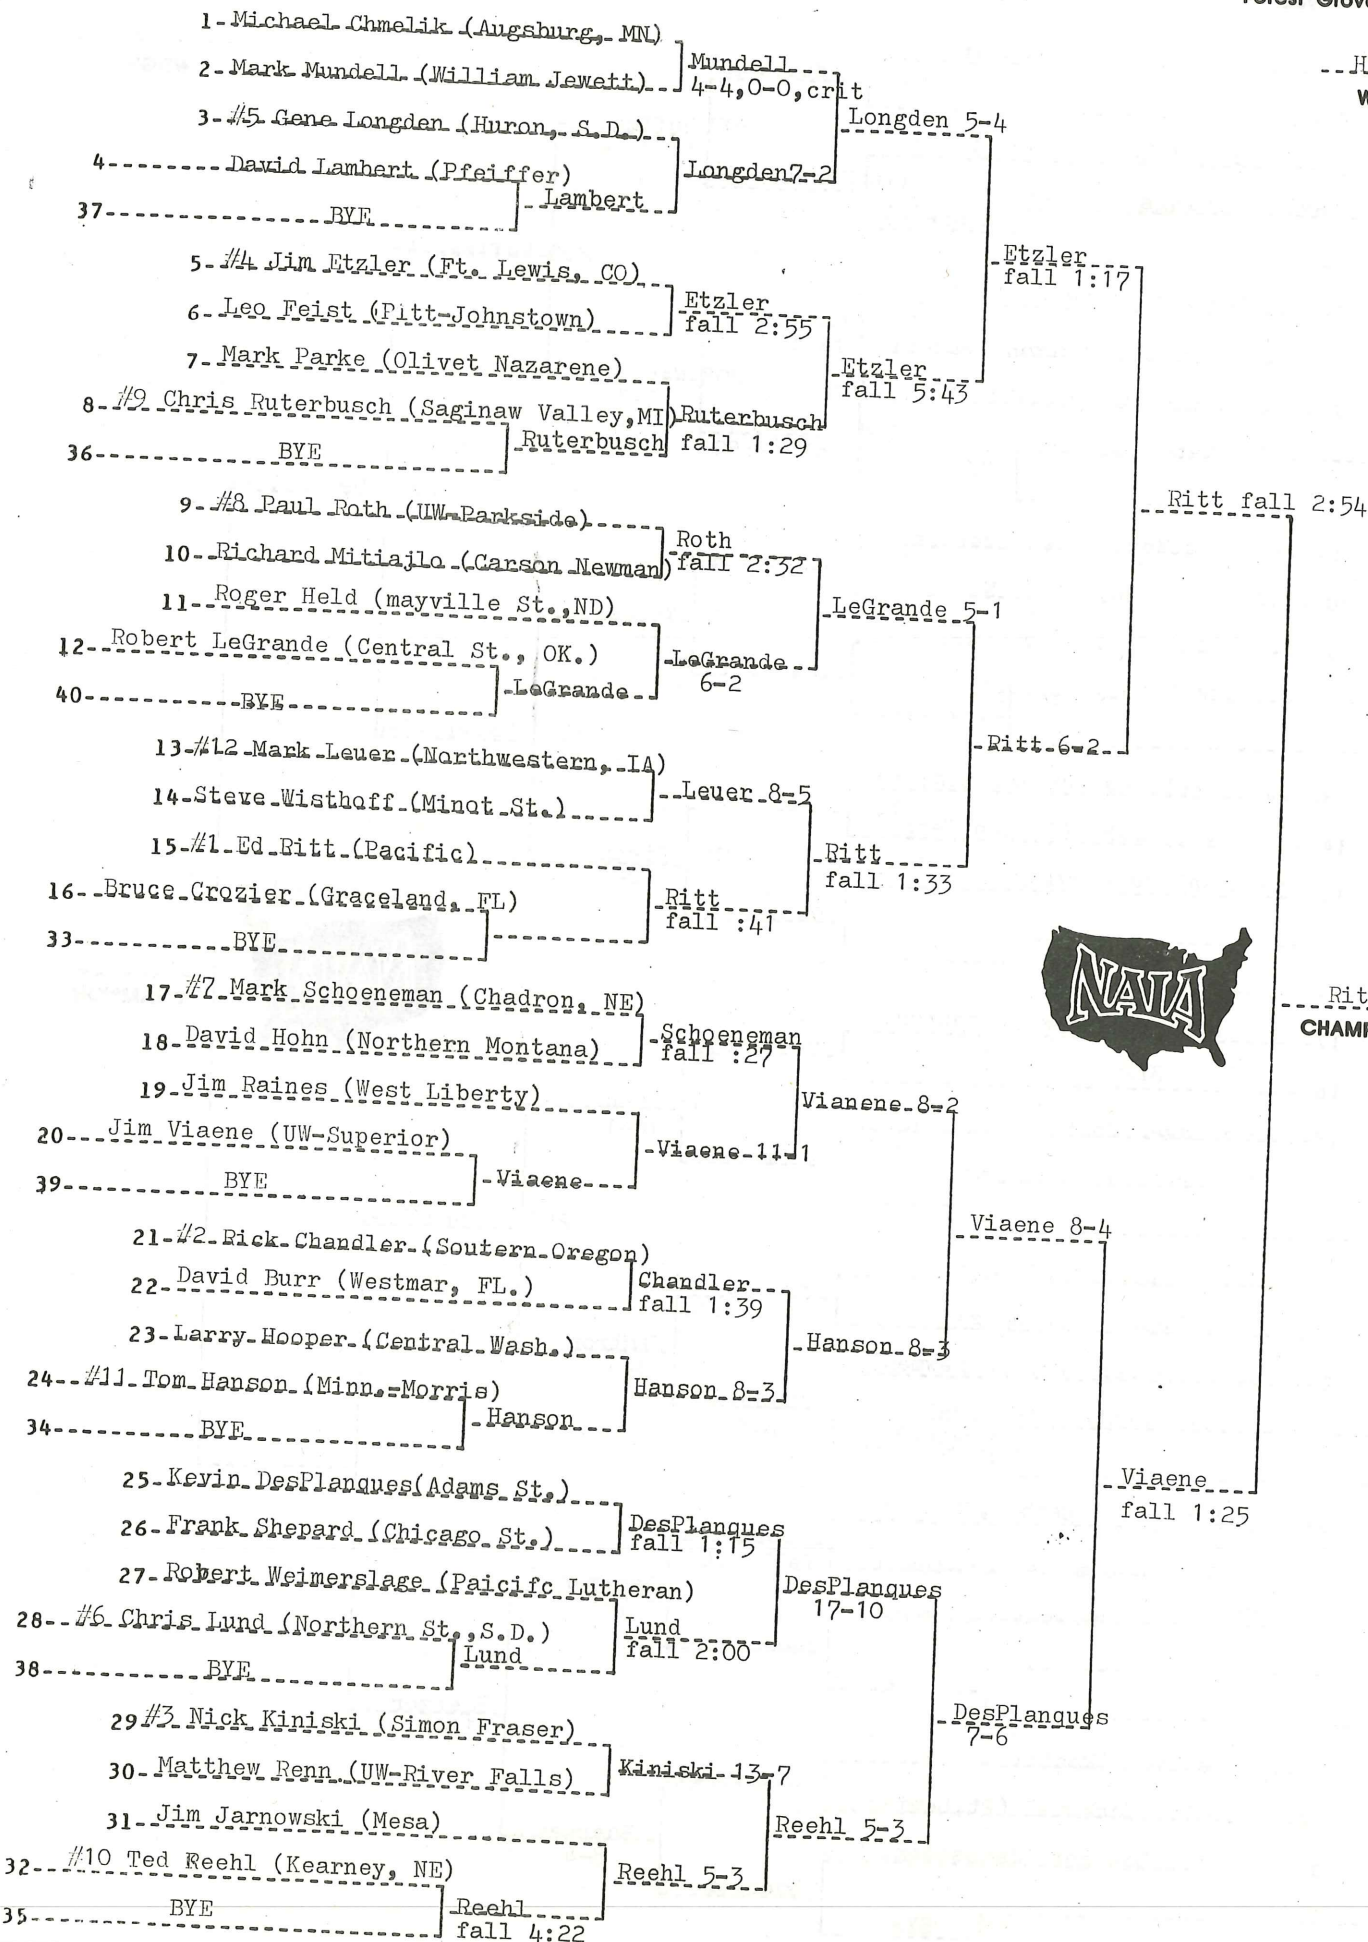 Forest Grove
1- Michael Chmelik (Augsburg, MN)
Mundell
2- Mark Mundell (William Jewett)
4-4,0-0,crit
H
W
3- #5 Gene Longden (Huron, S.D.)
Longden 5-4
4 David Lambert (Pfeiffer)
Longden7-2
Lambert
37 BYE
5- #4 Jim Etzler (Ft. Lewis, CO)
Etzler
fall 1:17
6- Leo Feist (Pitt-Johnstown)
Etzler
fall 2:55
7- Mark Parke (Olivet Nazarene)
Etzler
fall 5:43
8- #9 Chris Ruterbusch (Saginaw Valley,MI)
Ruterbusch
fall 1:29
Ruterbusch
36 BYE
9- #8 Paul Roth (UW-Parkside)
Ritt fall 2:54
Roth
fall 2:32
10- Richard Mitiajlo (Carson Newman)
11- Roger Held (mayville St.,ND)
LeGrande 5-1
12- Robert LeGrande (Central St., OK.)
LeGrande
6-2
LeGrande
40 BYE
13- #12 Mark Leuer (Northwestern, IA)
Ritt 6-2
14- Steve Wisthoff (Minot St.)
Leuer 8-5
15- #1 Ed Ritt (Pacific)
Ritt
fall 1:33
16- Bruce Crozier (Graceland, FL)
Ritt
fall :41
33 BYE
NAIA
17- #7 Mark Schoeneman (Chadron, NE)
Rit
CHAMP
18- David Hohn (Northern Montana)
Schoeneman
fall :27
19- Jim Raines (West Liberty)
Vianene 8-2
20 Jim Viaene (UW-Superior)
Viaene 11-1
Viaene
39 BYE
21- #2 Rick Chandler (Soutern Oregon)
Viaene 8-4
22- David Burr (Westmar, FL.)
Chandler
fall 1:39
23- Larry Hooper (Central Wash.)
Hanson 8-3
24 #11 Tom Hanson (Minn.-Morris)
Hanson 8-3
Hanson
34 BYE
25- Kevin DesPlanques(Adams St.)
Viaene
fall 1:25
26- Frank Shepard (Chicago St.)
DesPlanques
fall 1:15
27- Robert Weimerslage (Paicifc Lutheran)
DesPlanques
17-10
28 #6 Chris Lund (Northern St.,S.D.)
Lund
fall 2:00
Lund
38 BYE
29 #3 Nick Kiniski (Simon Fraser)
DesPlanques
7-6
30- Matthew Renn (UW-River Falls)
Kiniski 13-7
31- Jim Jarnowski (Mesa)
Reehl 5-3
32 #10 Ted Reehl (Kearney, NE)
Reehl 5-3
35 BYE
Reehl
fall 4:22